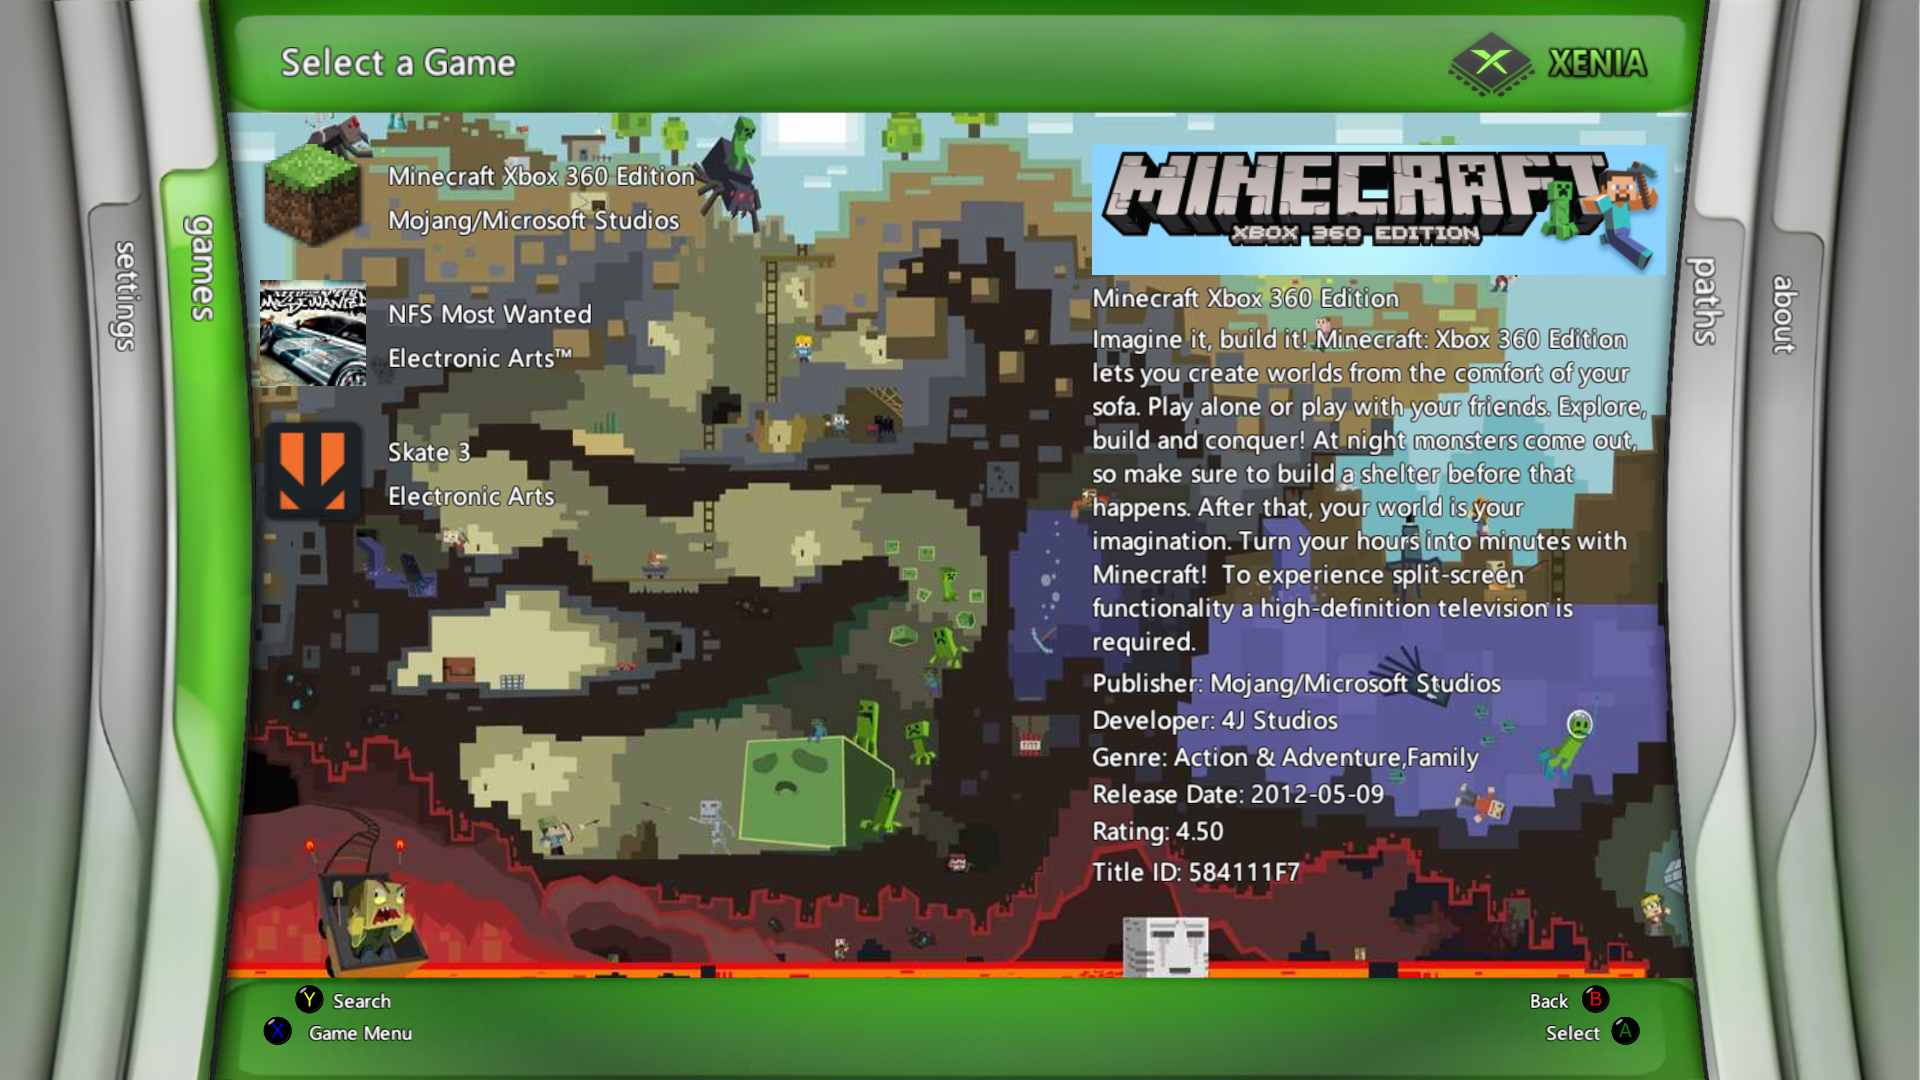 Select a Game
XENIA
settings
games
paths
about
Minecraft Xbox 360 Edition
Mojang/Microsoft Studios
NFS Most Wanted
Electronic Arts™
Skate 3
Electronic Arts
MINECRAFT
XBOX 360 EDITION
Minecraft Xbox 360 Edition
Imagine it, build it! Minecraft: Xbox 360 Edition
lets you create worlds from the comfort of your
sofa. Play alone or play with your friends. Explore,
build and conquer! At night monsters come out,
so make sure to build a shelter before that
happens. After that, your world is your
imagination. Turn your hours into minutes with
Minecraft!  To experience split-screen
functionality a high-definition television is
required.
Publisher: Mojang/Microsoft Studios
Developer: 4J Studios
Genre: Action & Adventure,Family
Release Date: 2012-05-09
Rating: 4.50
Title ID: 584111F7
Y Search
X Game Menu
Back B
Select A